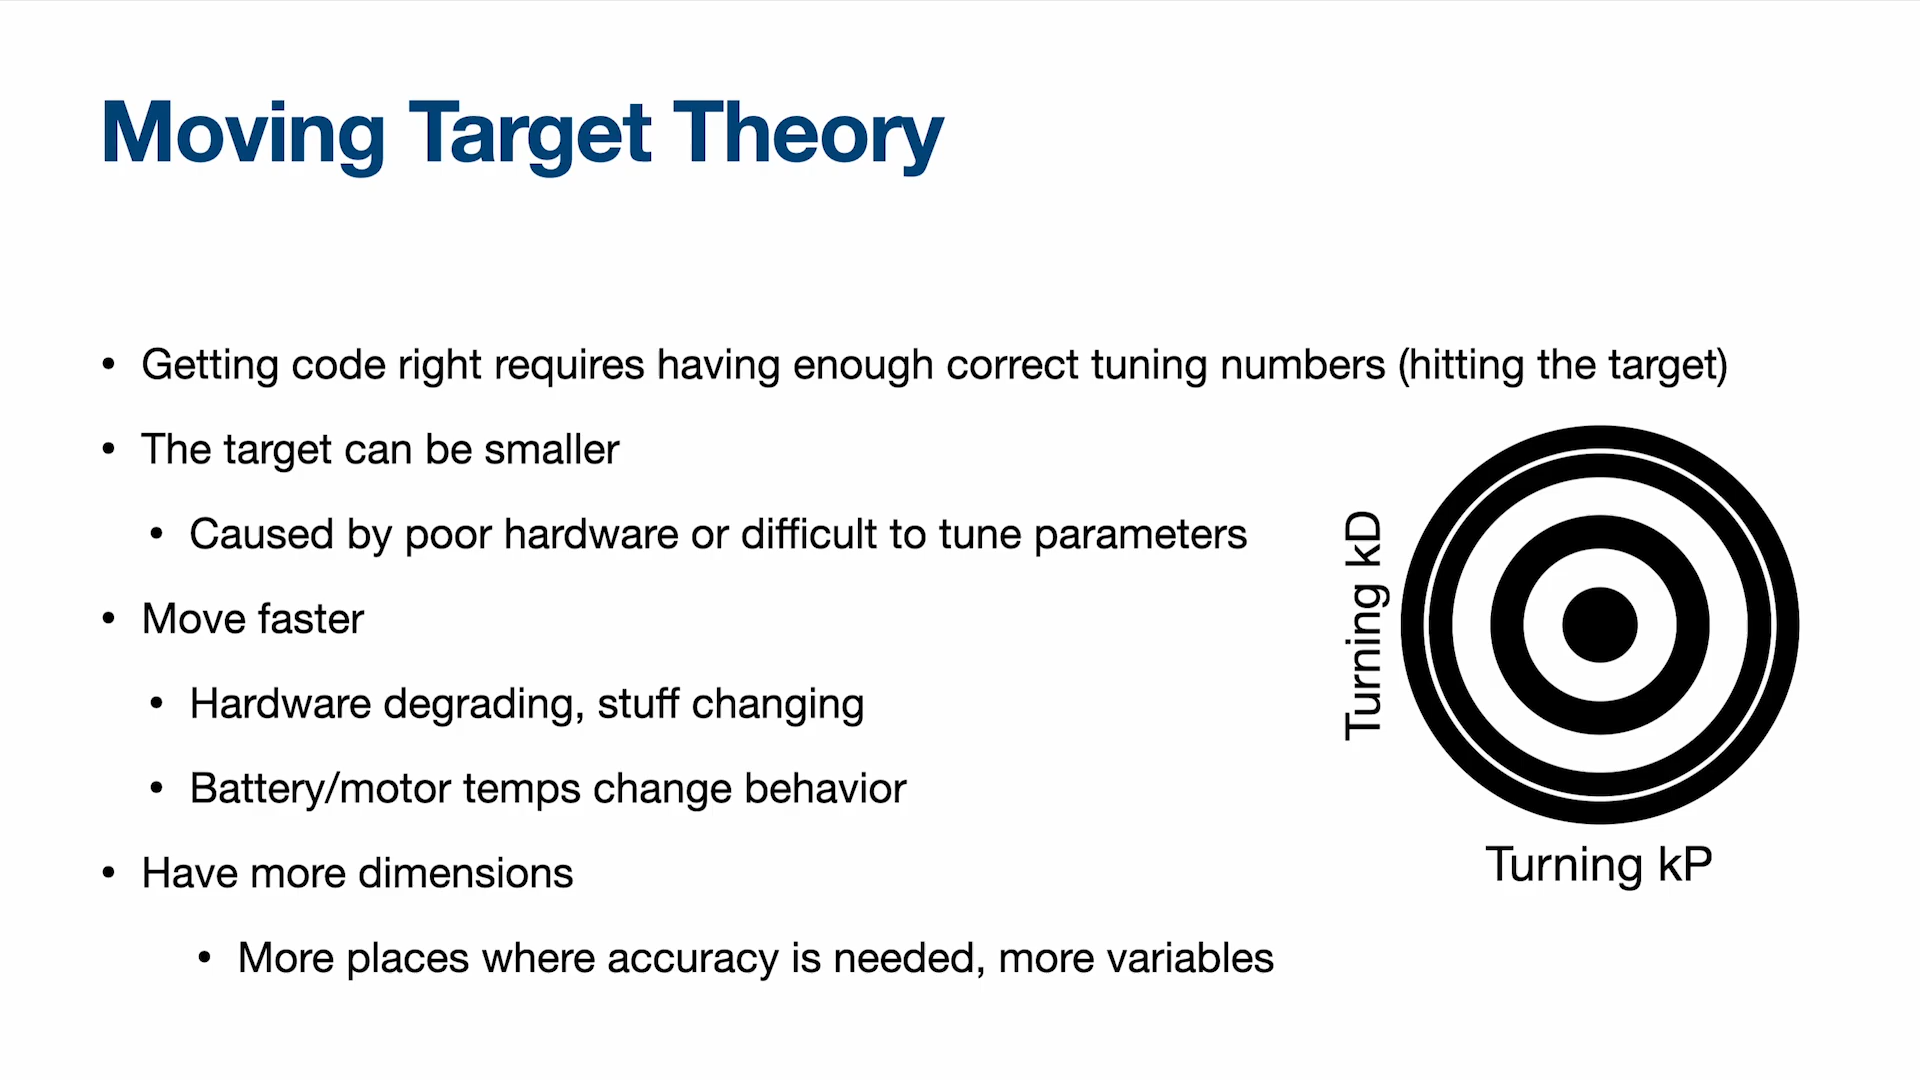 Moving Target Theory
• Getting code right requires having enough correct tuning numbers (hitting the target)
• The target can be smaller
• Caused by poor hardware or difficult to tune parameters
• Move faster
• Hardware degrading, stuff changing
• Battery/motor temps change behavior
• Have more dimensions
• More places where accuracy is needed, more variables
Turning kD
Turning kP